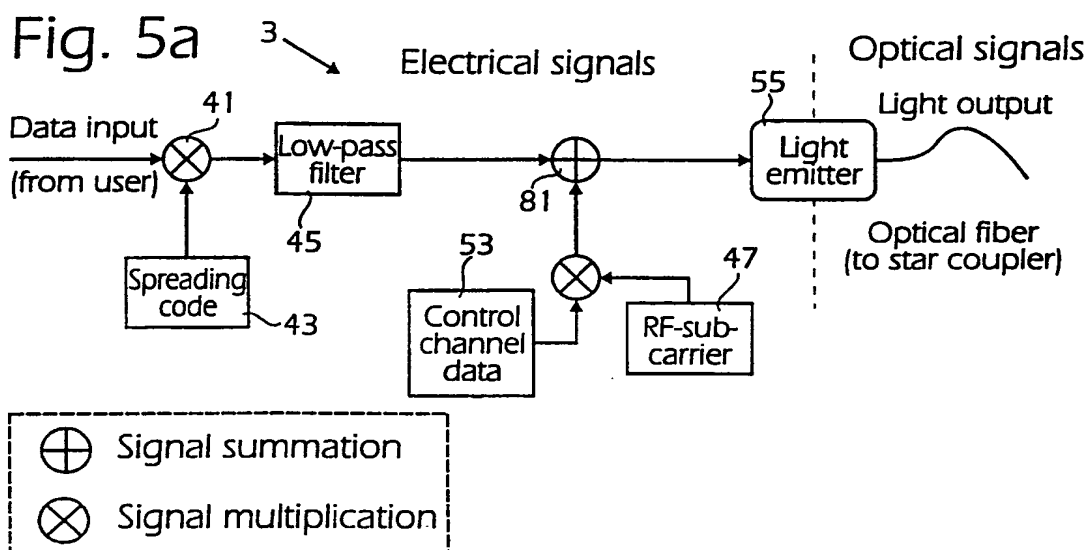 Fig. 5a
3
Electrical signals
Optical signals
Data input
(from user)
41
Low-pass
filter
45
Spreading
code
43
81
53
Control
channel
data
47
RF-sub-
carrier
55
Light
emitter
Light output
Optical fiber
(to star coupler)
Signal summation
Signal multiplication